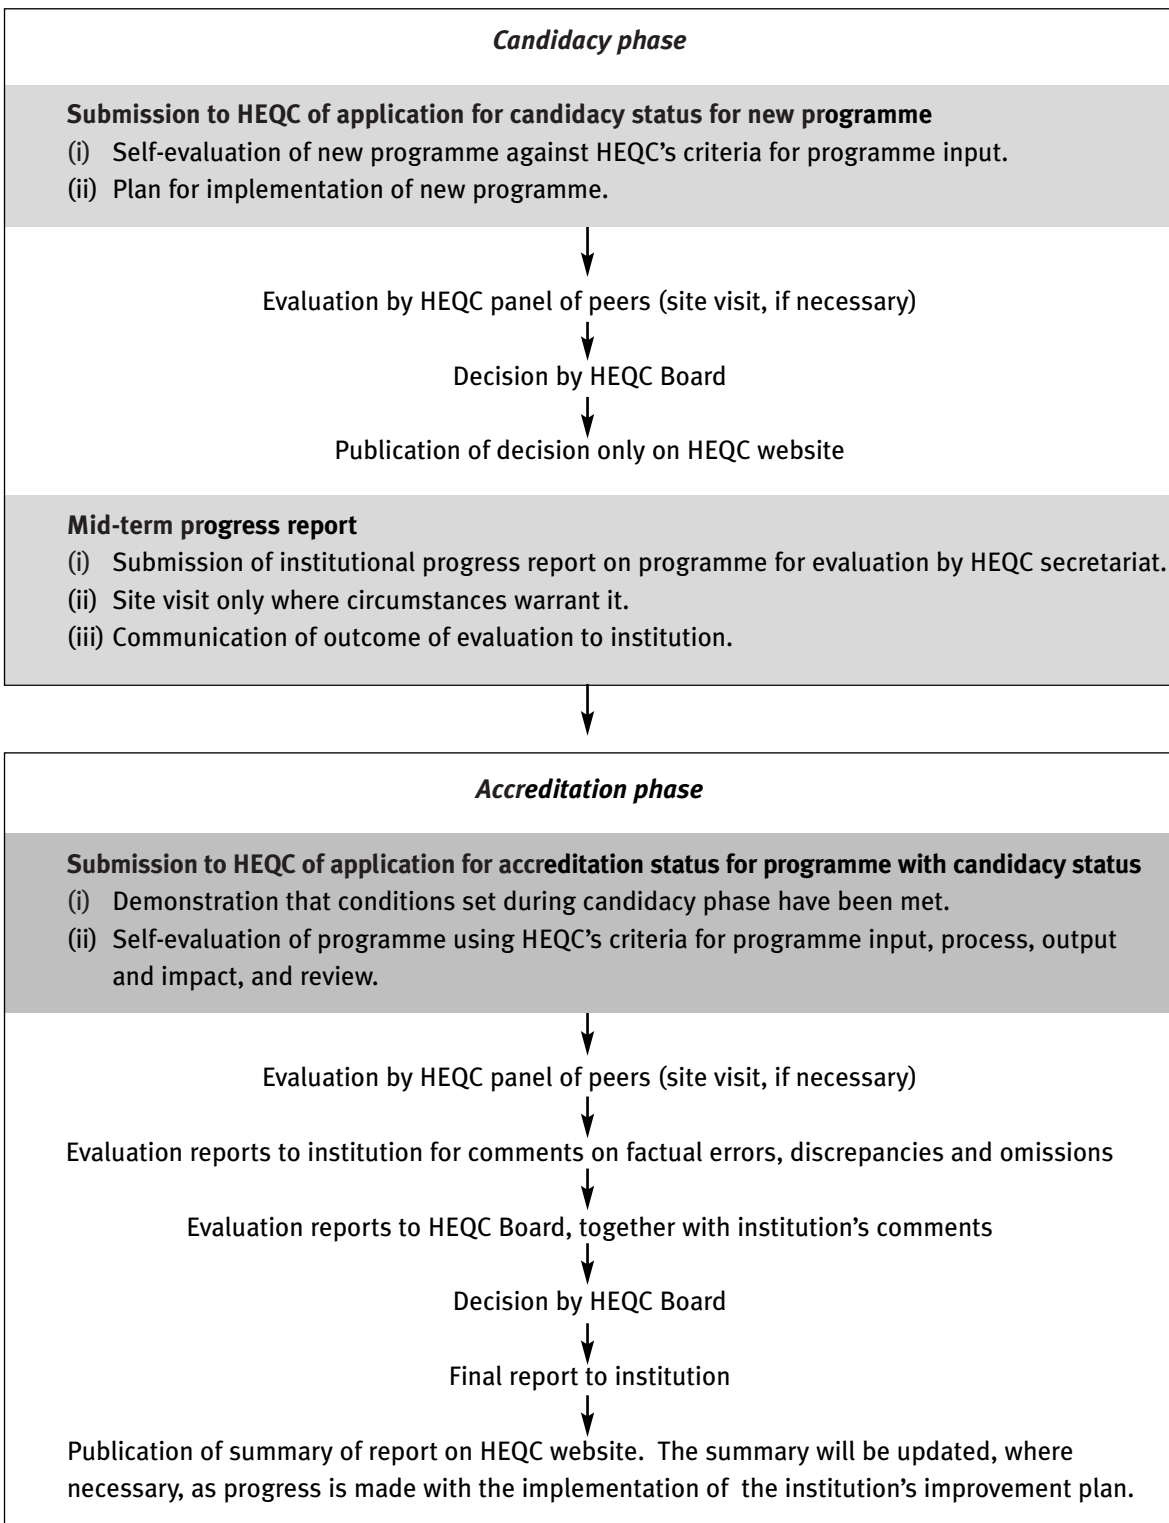 Candidacy phase
Submission to HEQC of application for candidacy status for new programme
(i) Self-evaluation of new programme against HEQC’s criteria for programme input.
(ii) Plan for implementation of new programme.
Evaluation by HEQC panel of peers (site visit, if necessary)
Decision by HEQC Board
Publication of decision only on HEQC website
Mid-term progress report
(i) Submission of institutional progress report on programme for evaluation by HEQC secretariat.
(ii) Site visit only where circumstances warrant it.
(iii) Communication of outcome of evaluation to institution.
Accreditation phase
Submission to HEQC of application for accreditation status for programme with candidacy status
(i) Demonstration that conditions set during candidacy phase have been met.
(ii) Self-evaluation of programme using HEQC’s criteria for programme input, process, output
and impact, and review.
Evaluation by HEQC panel of peers (site visit, if necessary)
Evaluation reports to institution for comments on factual errors, discrepancies and omissions
Evaluation reports to HEQC Board, together with institution’s comments
Decision by HEQC Board
Final report to institution
Publication of summary of report on HEQC website. The summary will be updated, where
necessary, as progress is made with the implementation of the institution’s improvement plan.